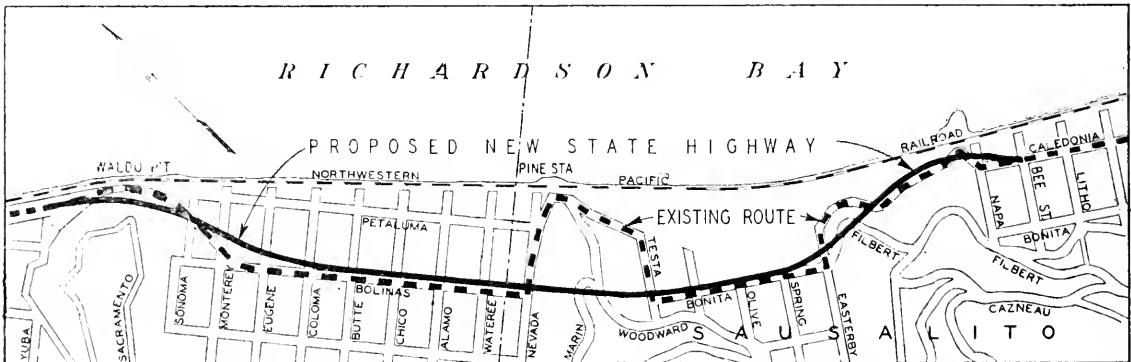 RICHARDSON BAY
PROPOSED NEW STATE HIGHWAY
WALDO PT
NORTHWESTERN
PINE STA
PACIFIC
RAILROAD
CALEDONIA
PETALUMA
EXISTING ROUTE
BOLINAS
BONITA
YUBA
SACRAMENTO
SONOMA
MONTEREY
EUGENE
COLOMA
BUTTE
CHICO
ALAMO
WATEREE
NEVADA
MARIN
WOODWARD
TESTA
OLIVE
SPRING
EASTERBY
FILBERT
FILBERT
NAPA
BEE ST.
LITHO
BONITA
CAZNEAU
SAUSALITO